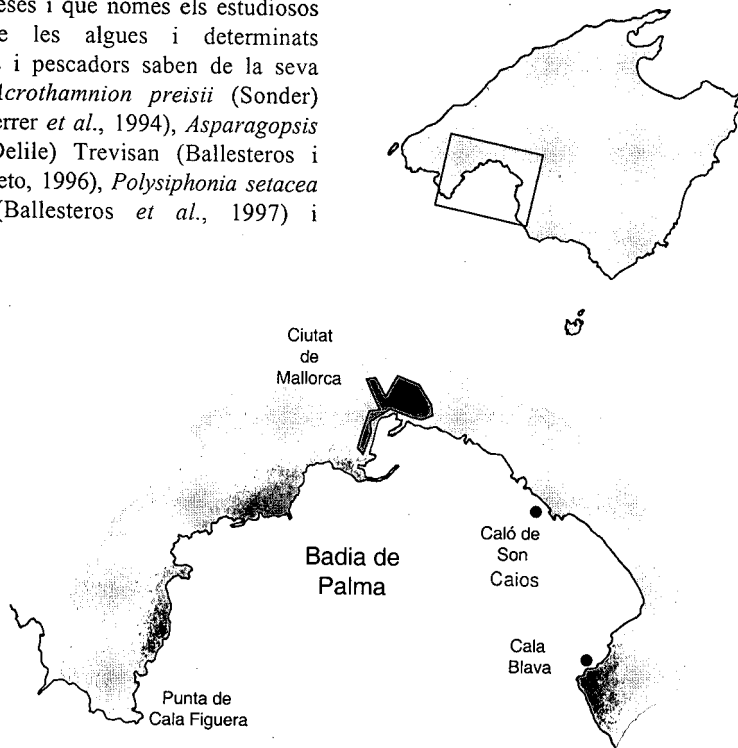 eses i que només els estudiosos
e les algues i determinats
i pescadors saben de la seva
Acrothamnion preisii (Sonder)
errer et al., 1994), Asparagopsis
Delile) Trevisan (Ballesteros i
eto, 1996), Polysiphonia setacea
(Ballesteros et al., 1997) i
Ciutat
de
Mallorca
Badia de
Palma
Caló de
Son
Caios
Cala
Blava
Punta de
Cala Figuera